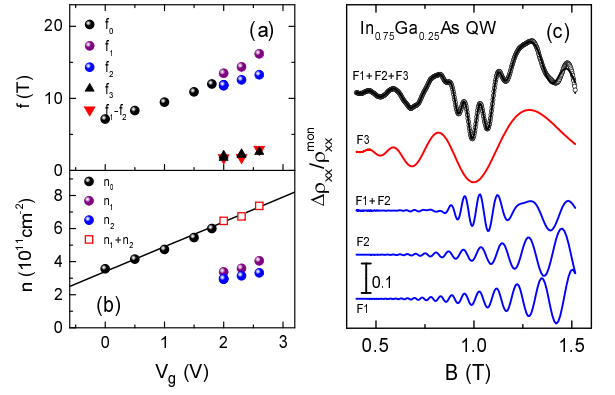 20
10
0
f (T)
(a)
f₀
f₁
f₂
f₃
f₁-f₂
8
6
4
2
0
n (10¹¹cm⁻²)
n₀
n₁
n₂
n₁+n₂
(b)
0
1
2
3
V_g (V)
In₀.₇₅Ga₀.₂₅As QW
(c)
Δρₓₓ/ρₓₓᵐᵒⁿ
F1+F2+F3
F3
F1+F2
F2
0.1
F1
0.5
1.0
1.5
B (T)